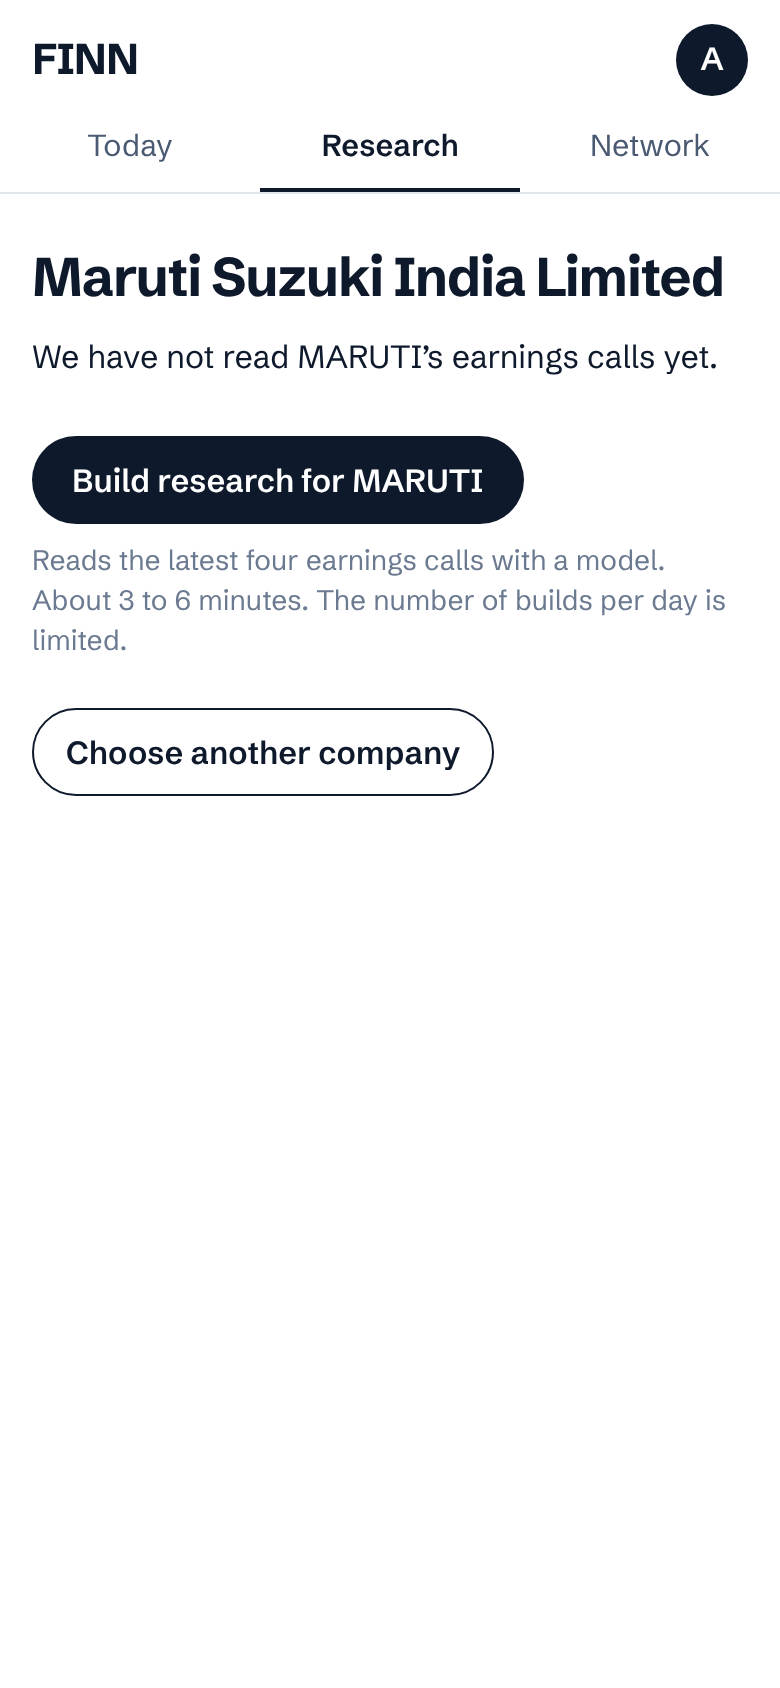 FINN
A
Today
Research
Network
Maruti Suzuki India Limited
We have not read MARUTI’s earnings calls yet.
Build research for MARUTI
Reads the latest four earnings calls with a model.
About 3 to 6 minutes. The number of builds per day is
limited.
Choose another company